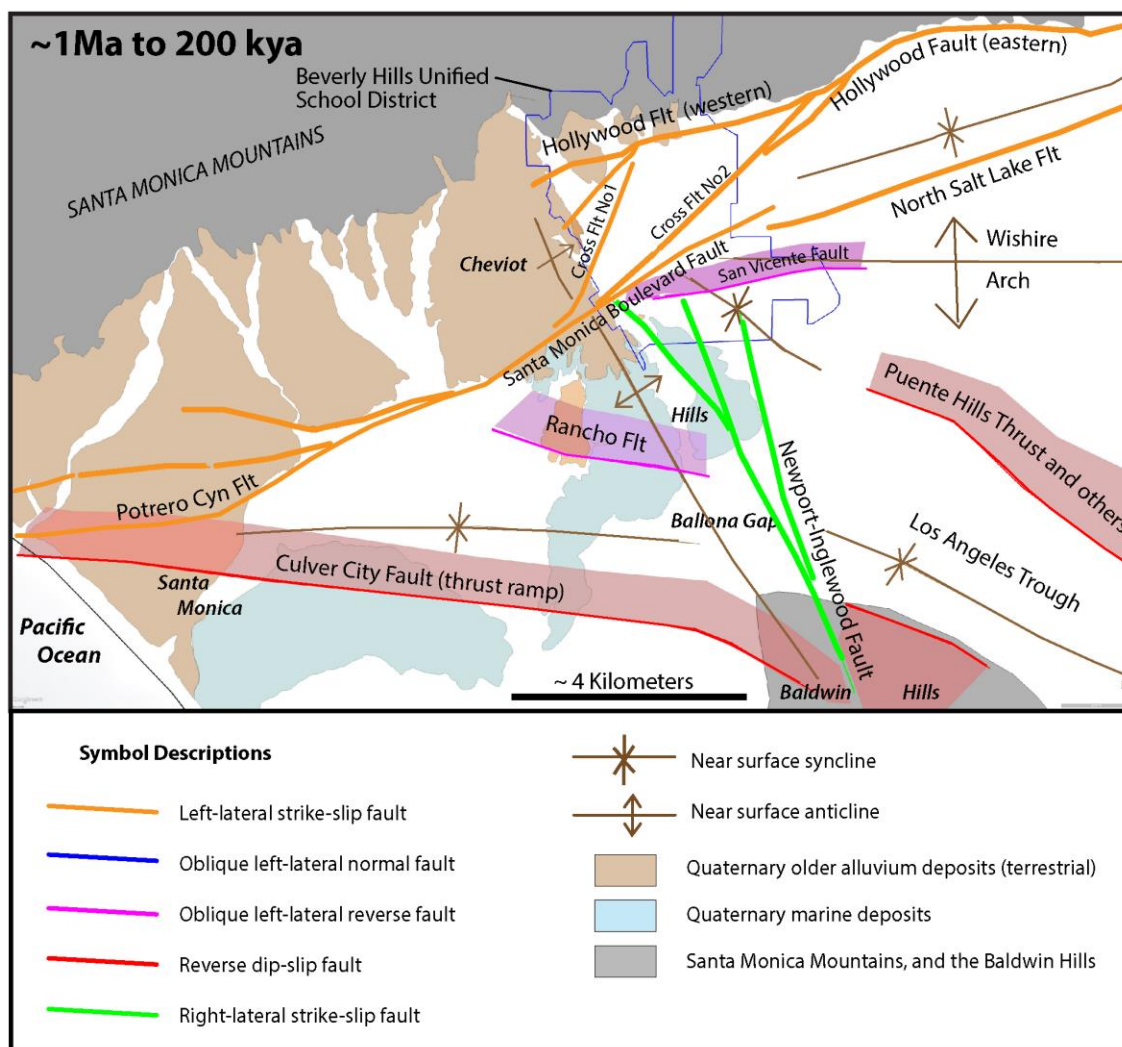 ~1Ma to 200 kya
Beverly Hills Unified
School District
SANTA MONICA MOUNTAINS
Hollywood Flt (western)
Hollywood Fault (eastern)
North Salt Lake Flt
Cross Flt No1
Cross Flt No2
Cheviot
Santa Monica Boulevard Fault
San Vicente Fault
Wishire
Arch
Hills
Rancho Flt
Puente Hills Thrust and others
Potrero Cyn Flt
Newport-Inglewood Fault
Ballona Gap
Los Angeles Trough
Culver City Fault (thrust ramp)
Santa
Monica
Pacific
Ocean
~ 4 Kilometers
Baldwin
Hills
Symbol Descriptions
Left-lateral strike-slip fault
Oblique left-lateral normal fault
Oblique left-lateral reverse fault
Reverse dip-slip fault
Right-lateral strike-slip fault
Near surface syncline
Near surface anticline
Quaternary older alluvium deposits (terrestrial)
Quaternary marine deposits
Santa Monica Mountains, and the Baldwin Hills